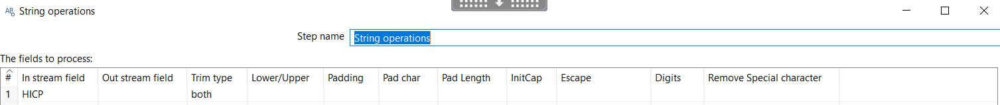 String operations
Step name String operations
The fields to process:
# In stream field Out stream field Trim type Lower/Upper Padding Pad char Pad Length InitCap Escape Digits Remove Special character
1 HICP both